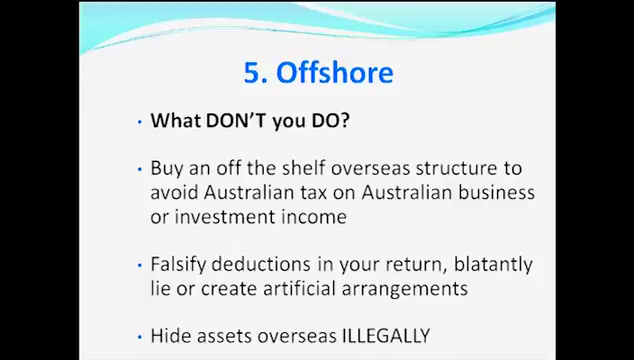 5. Offshore
• What DON'T you DO?
• Buy an off the shelf overseas structure to
avoid Australian tax on Australian business
or investment income
• Falsify deductions in your return, blatantly
lie or create artificial arrangements
• Hide assets overseas ILLEGALLY